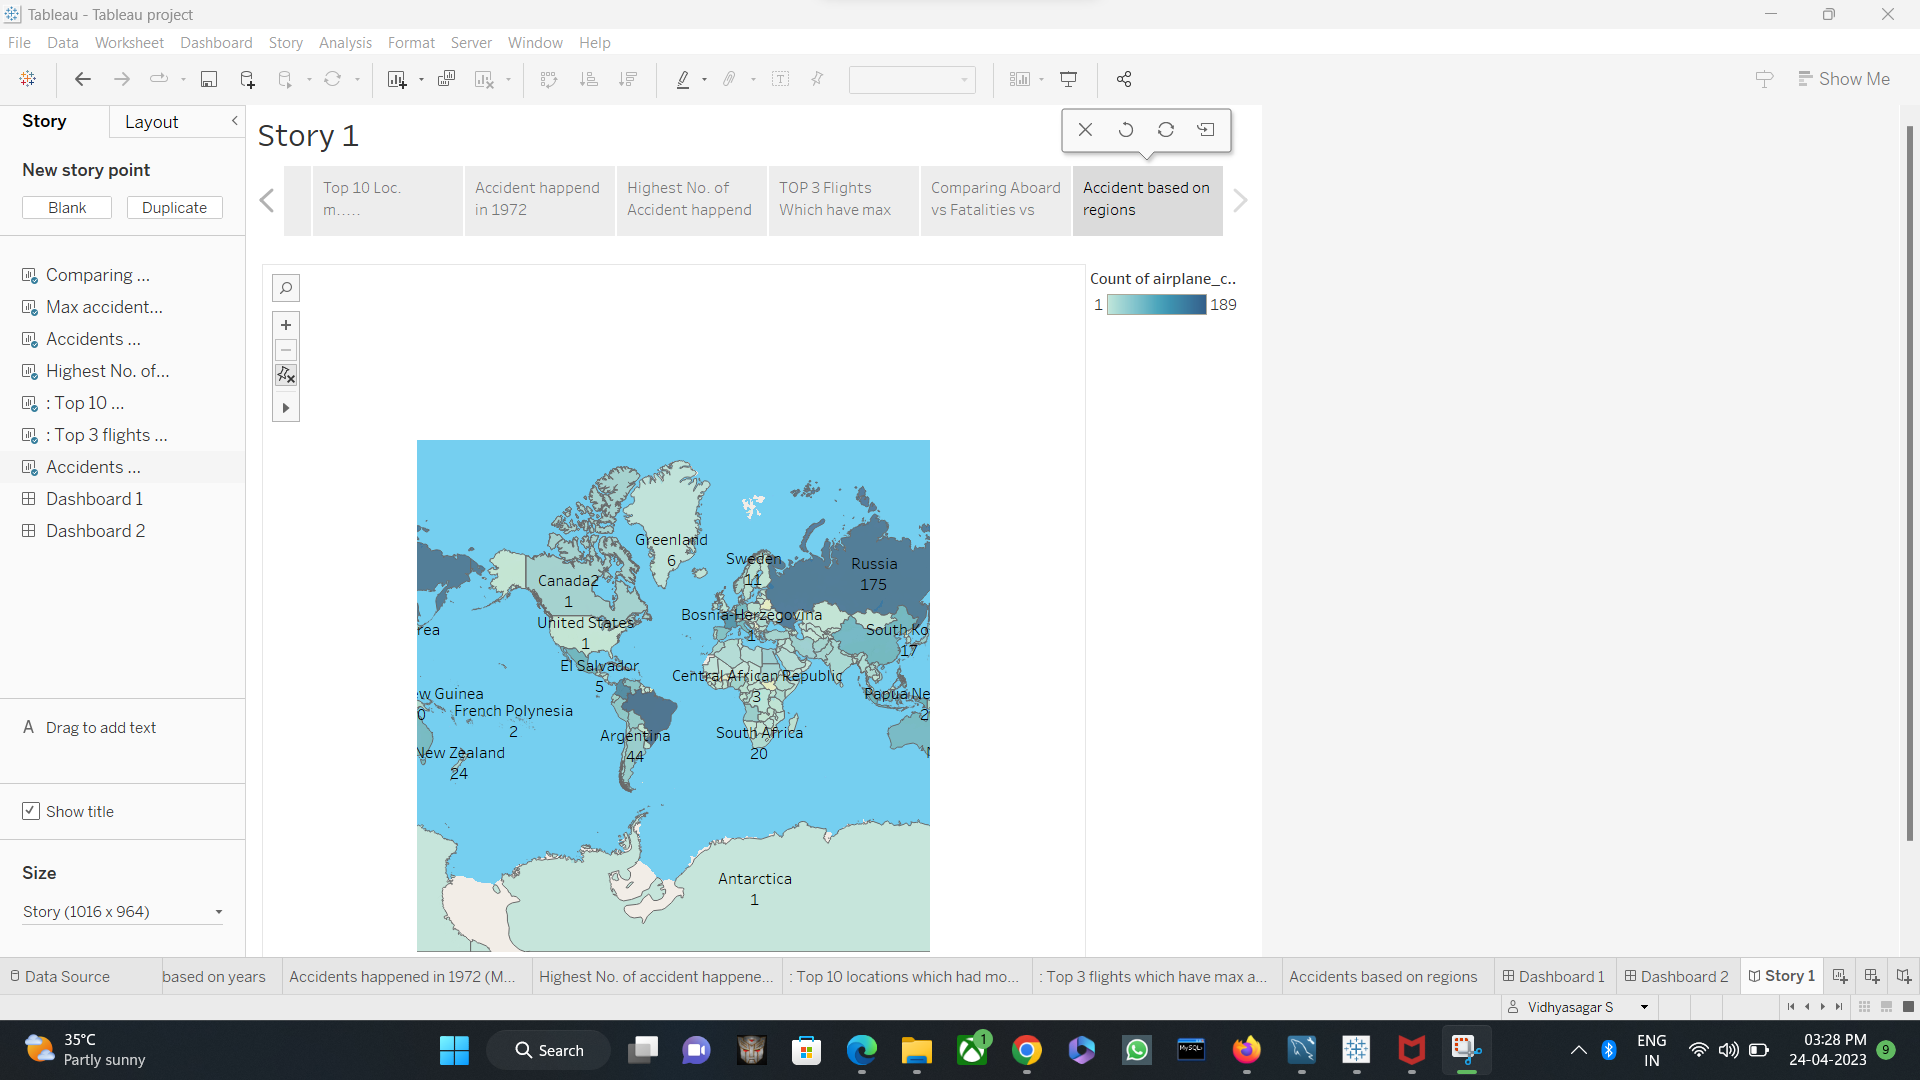 Tableau - Tableau project
File Data Worksheet Dashboard Story Analysis Format Server Window Help
Show Me
Story
Layout
New story point
Blank
Duplicate
Comparing ...
Max accident...
Accidents ...
Highest No. of...
: Top 10 ...
: Top 3 flights ...
Accidents ...
Dashboard 1
Dashboard 2
A Drag to add text
Show title
Size
Story (1016 x 964)
Story 1
Top 10 Loc.
m.....
Accident happend
in 1972
Highest No. of
Accident happend
TOP 3 Flights
Which have max
Comparing Aboard
vs Fatalities vs
Accident based on
regions
Count of airplane_c..
1
189
Greenland
6
Sweden
11
Russia
175
Canada2
1
United States
1
Bosnia-Herzegovina
1
rea
South Ko
17
El Salvador
5
Central African Republic
3
w Guinea
0
French Polynesia
2
Papua Ne
2
Argentina
44
South Africa
20
New Zealand
24
Antarctica
1
Data Source
based on years
Accidents happened in 1972 (M...
Highest No. of accident happene...
: Top 10 locations which had mo...
: Top 3 flights which have max a...
Accidents based on regions
Dashboard 1
Dashboard 2
Story 1
Vidhyasagar S
35°C
Partly sunny
Search
1
MySQL
ENG
IN
03:28 PM
24-04-2023
9